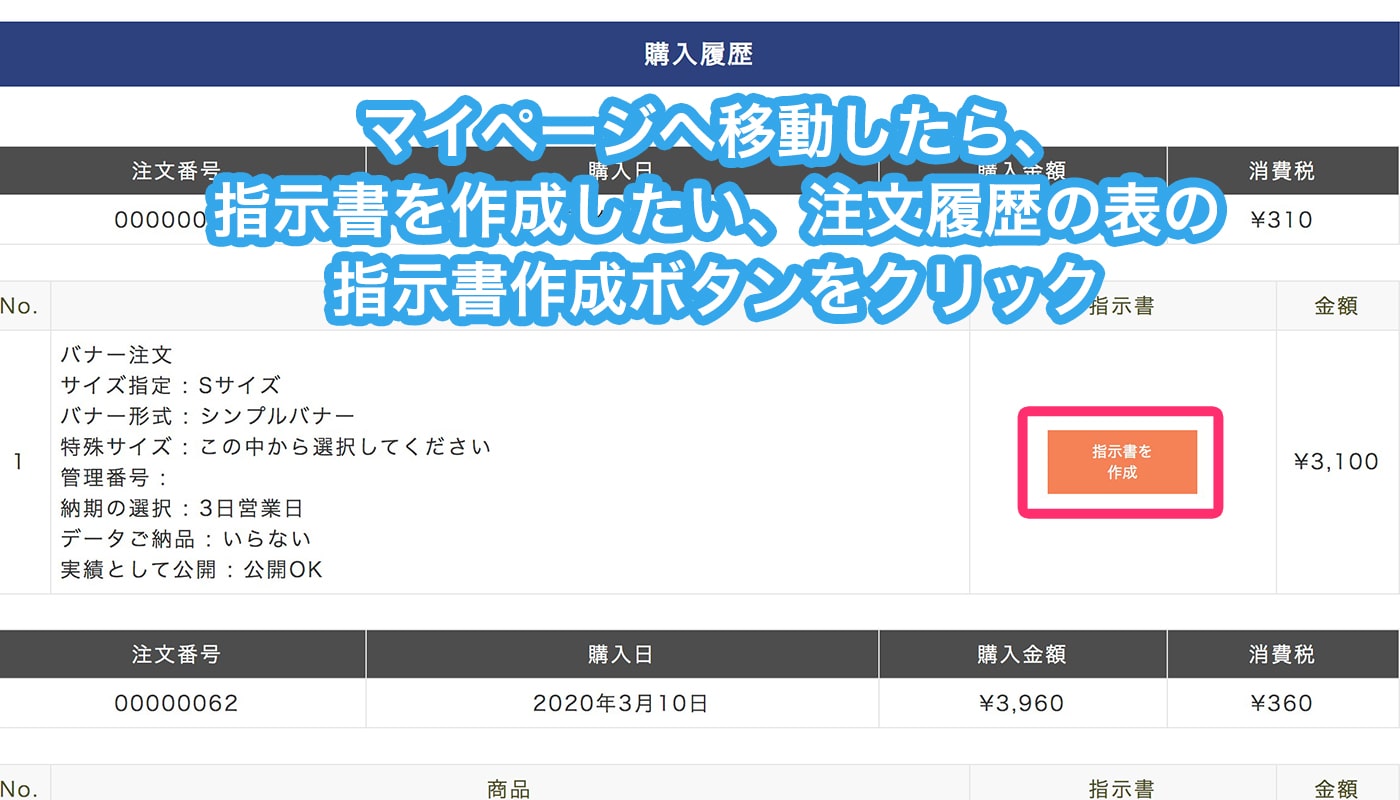 購入履歴
マイページへ移動したら、
注文番号 購入日 購入金額 消費税
指示書を作成したい、注文履歴の表の
000000 ¥310
指示書作成ボタンをクリック
No. 指示書 金額
バナー注文
サイズ指定 : Sサイズ
バナー形式 : シンプルバナー
特殊サイズ : この中から選択してください
管理番号 :
納期の選択 : 3日営業日
データご納品 : いらない
実績として公開 : 公開OK
1
指示書を
作成
¥3,100
注文番号 購入日 購入金額 消費税
00000062 2020年3月10日 ¥3,960 ¥360
No. 商品 指示書 金額